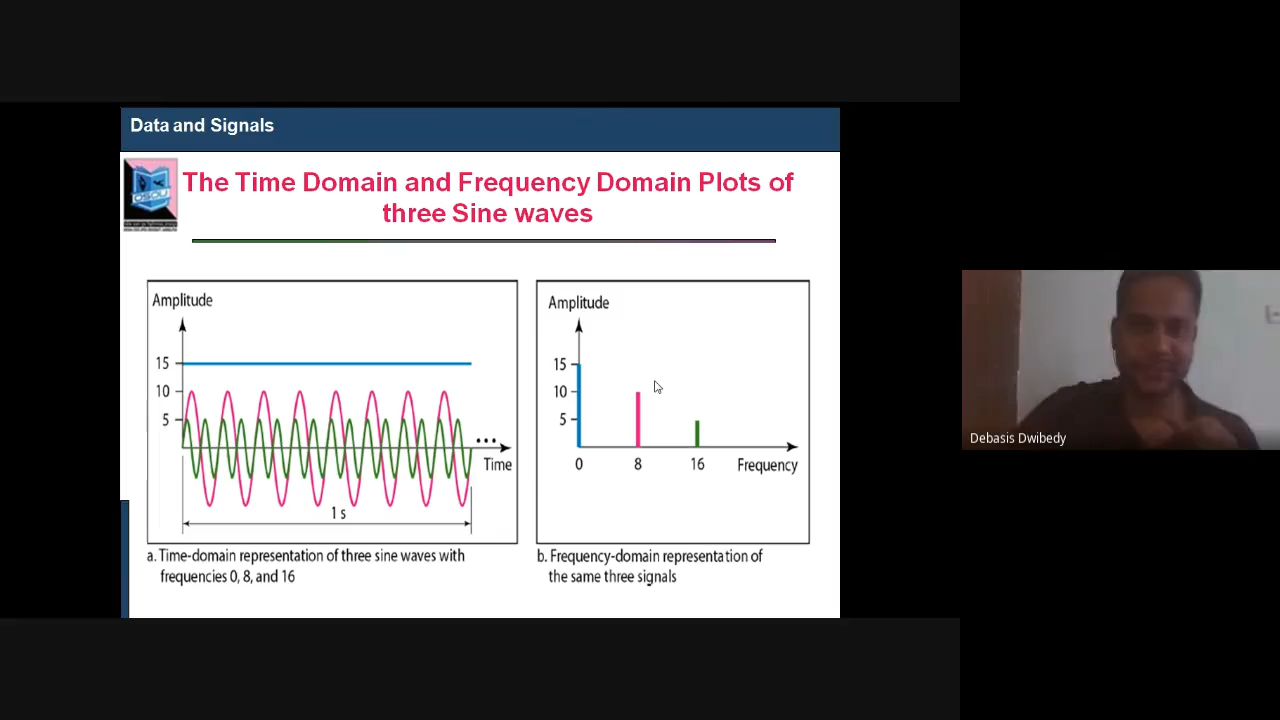 Data and Signals
The Time Domain and Frequency Domain Plots of
three Sine waves
Amplitude
15
10
5
Time
1 s
a. Time-domain representation of three sine waves with
frequencies 0, 8, and 16
Amplitude
15
10
5
0 8 16 Frequency
b. Frequency-domain representation of
the same three signals
Debasis Dwibedy